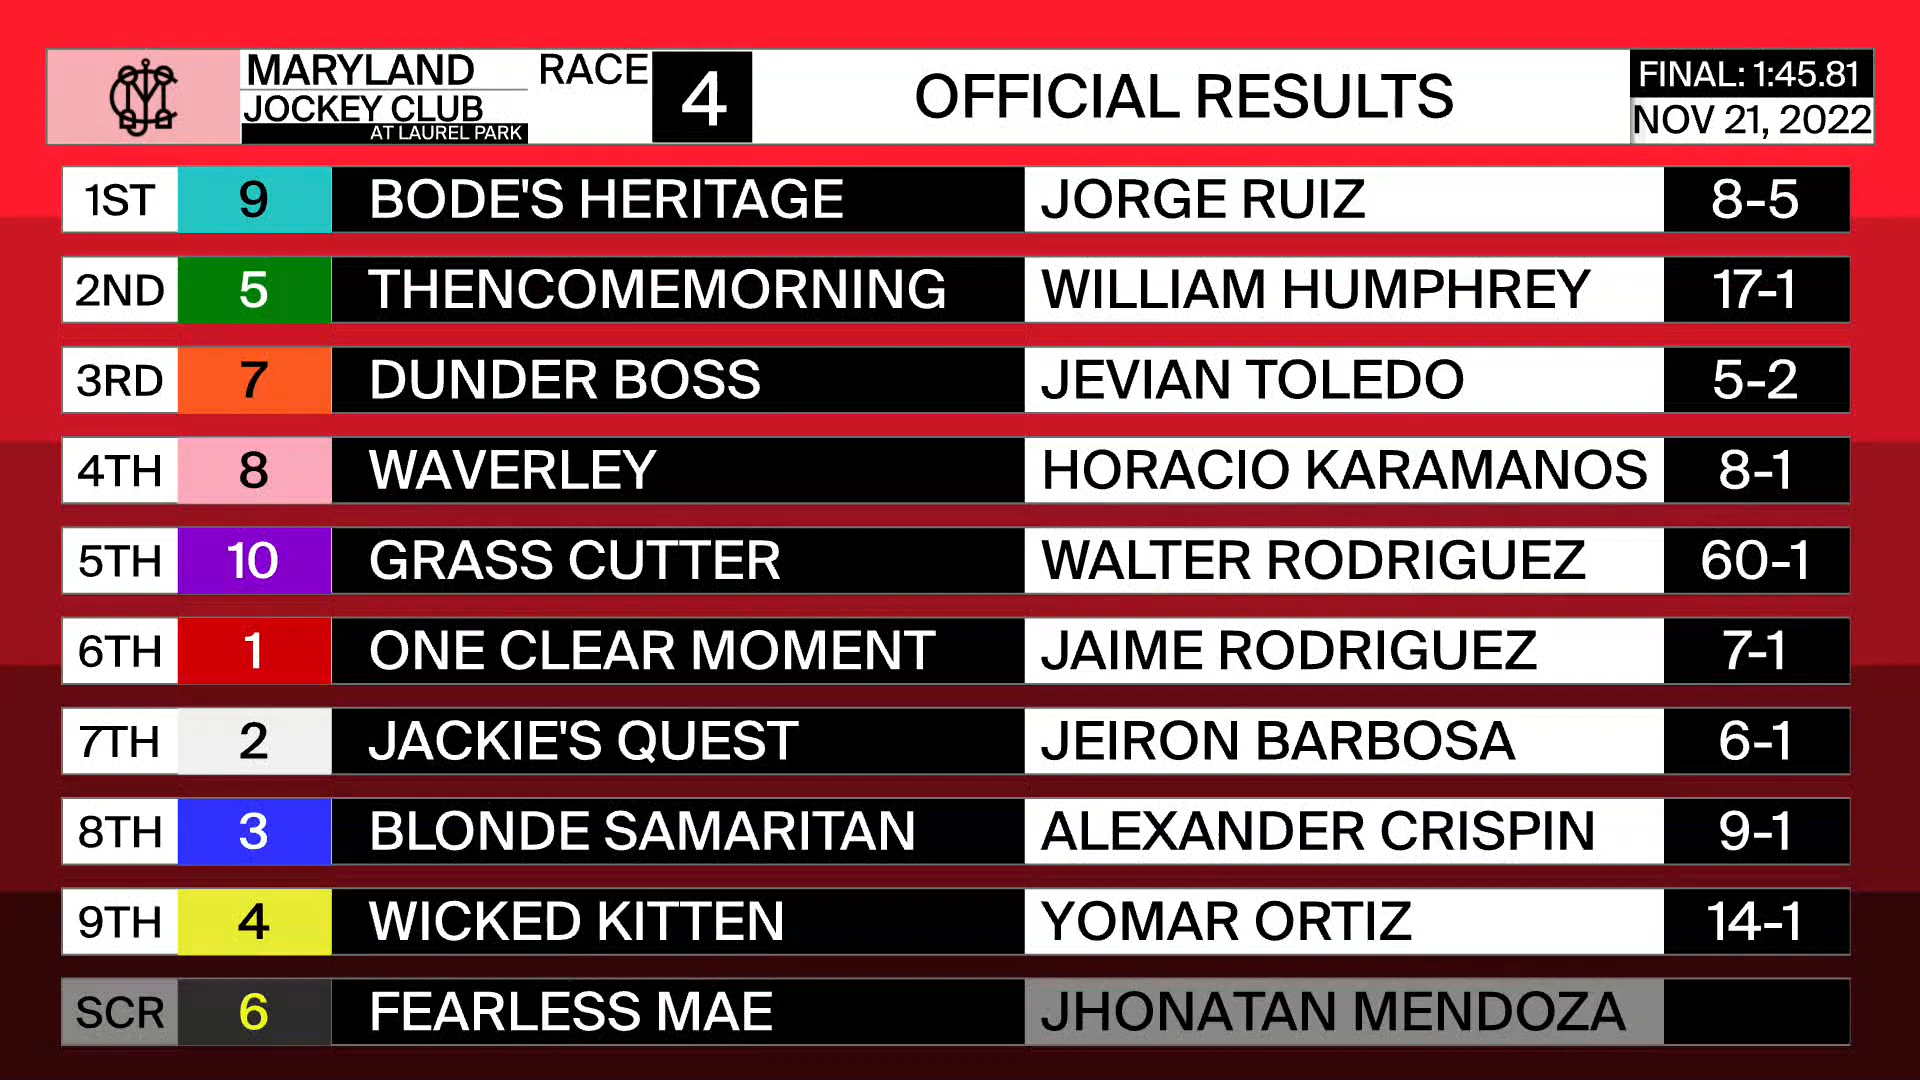 MARYLAND
JOCKEY CLUB
AT LAUREL PARK
RACE 4
OFFICIAL RESULTS
FINAL: 1:45.81
NOV 21, 2022
1ST 9 BODE'S HERITAGE JORGE RUIZ 8-5
2ND 5 THENCOMEMORNING WILLIAM HUMPHREY 17-1
3RD 7 DUNDER BOSS JEVIAN TOLEDO 5-2
4TH 8 WAVERLEY HORACIO KARAMANOS 8-1
5TH 10 GRASS CUTTER WALTER RODRIGUEZ 60-1
6TH 1 ONE CLEAR MOMENT JAIME RODRIGUEZ 7-1
7TH 2 JACKIE'S QUEST JEIRON BARBOSA 6-1
8TH 3 BLONDE SAMARITAN ALEXANDER CRISPIN 9-1
9TH 4 WICKED KITTEN YOMAR ORTIZ 14-1
SCR 6 FEARLESS MAE JHONATAN MENDOZA